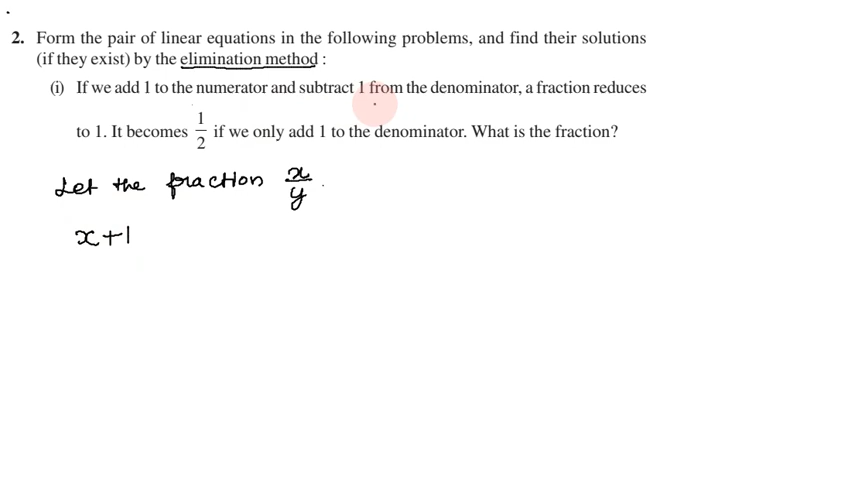 2. Form the pair of linear equations in the following problems, and find their solutions
(if they exist) by the elimination method :
(i) If we add 1 to the numerator and subtract 1 from the denominator, a fraction reduces
to 1. It becomes 1/2 if we only add 1 to the denominator. What is the fraction?
Let the fraction x/y.
x+1